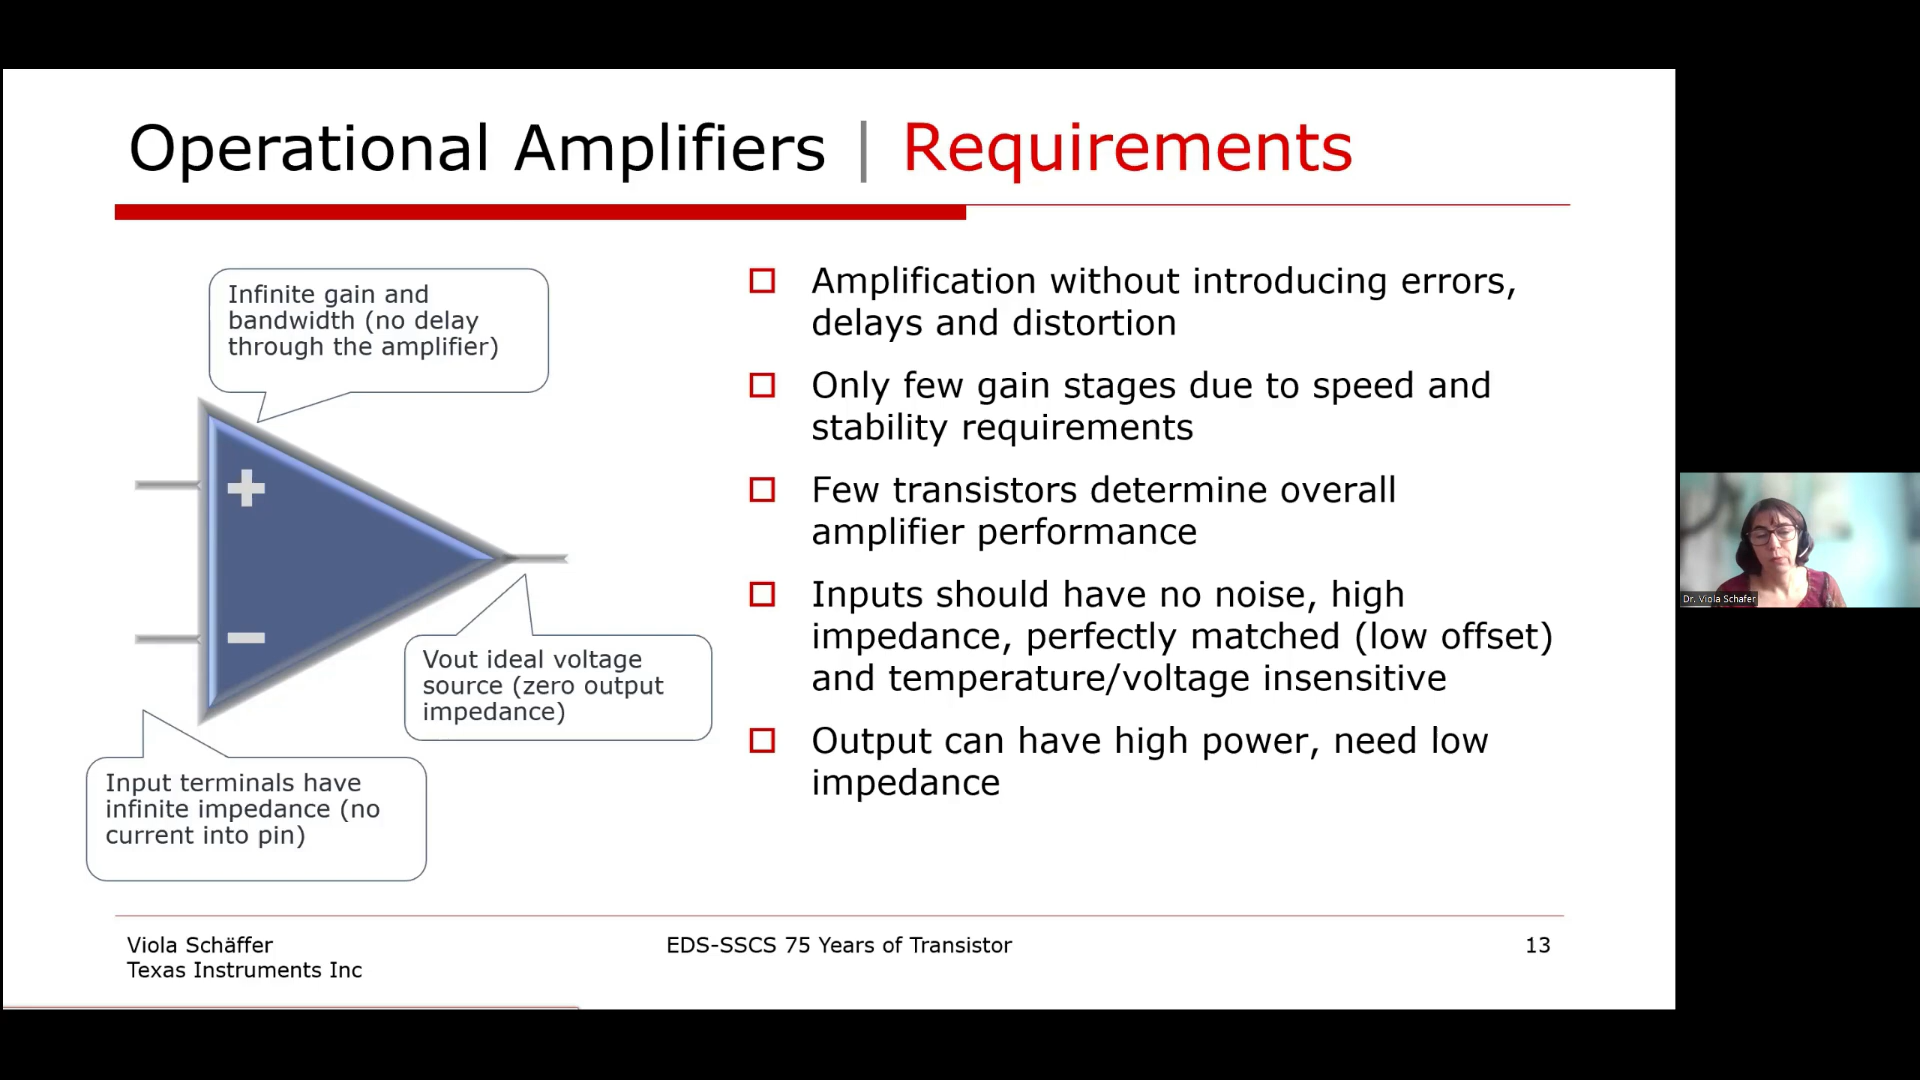 Operational Amplifiers | Requirements
Infinite gain and
bandwidth (no delay
through the amplifier)
+
−
Vout ideal voltage
source (zero output
impedance)
Input terminals have
infinite impedance (no
current into pin)
Amplification without introducing errors,
delays and distortion
Only few gain stages due to speed and
stability requirements
Few transistors determine overall
amplifier performance
Inputs should have no noise, high
impedance, perfectly matched (low offset)
and temperature/voltage insensitive
Output can have high power, need low
impedance
Viola Schäffer
Texas Instruments Inc
EDS-SSCS 75 Years of Transistor
13
Dr. Viola Schafer